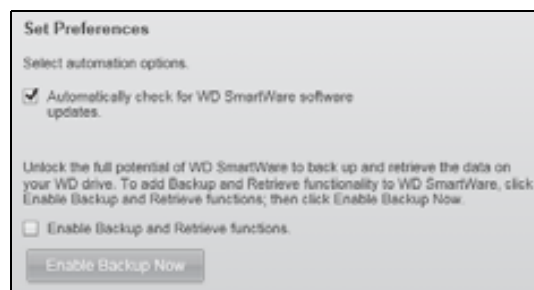 Set Preferences
Select automation options.
Automatically check for WD SmartWare software
updates.
Unlock the full potential of WD SmartWare to back up and retrieve the data on
your WD drive. To add Backup and Retrieve functionality to WD SmartWare, click
Enable Backup and Retrieve functions; then click Enable Backup Now.
Enable Backup and Retrieve functions.
Enable Backup Now